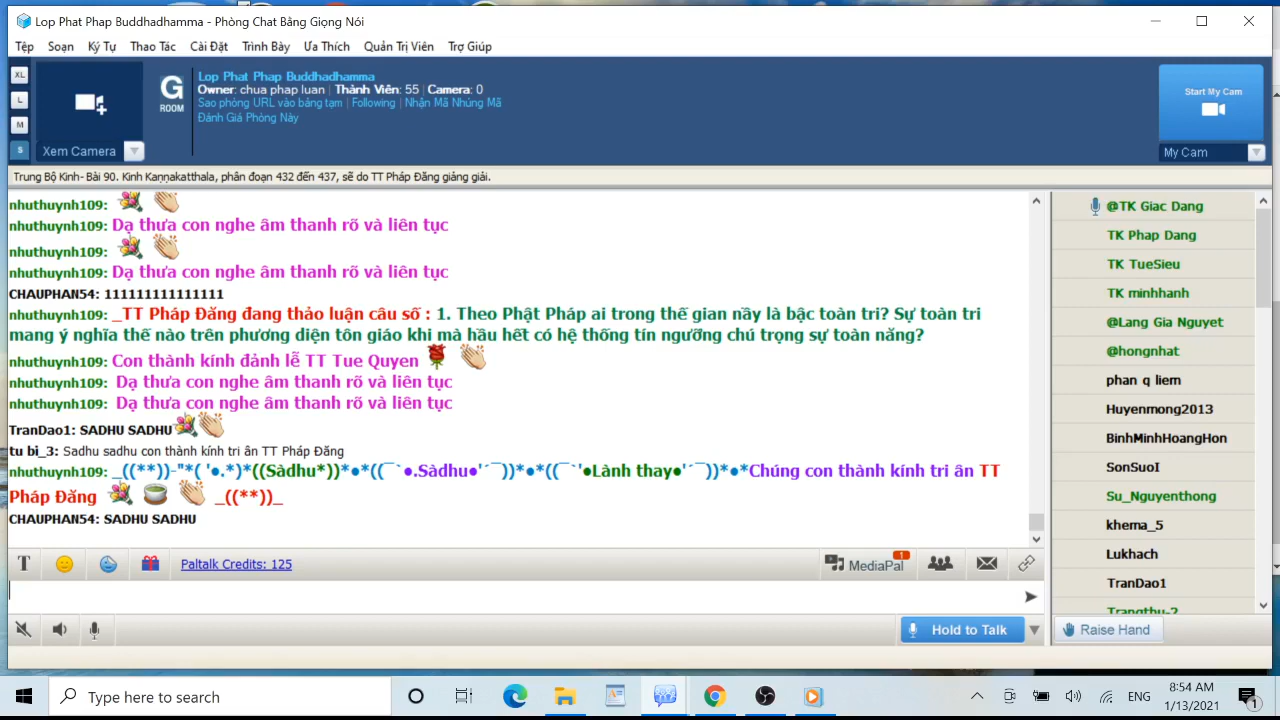 Lop Phat Phap Buddhadhamma - Phòng Chat Bằng Giọng Nói
Tệp Soạn Ký Tự Thao Tác Cài Đặt Trình Bày Ưa Thích Quản Trị Viên Trợ Giúp
XL
L
M
S
Xem Camera
G
ROOM
Lop Phat Phap Buddhadhamma
Owner: chua phap luan | Thành Viên: 55 | Camera: 0
Sao phỏng URL vào bảng tạm | Following | Nhận Mã Nhúng Mã
Đánh Giá Phòng Này
Start My Cam
My Cam
Trung Bộ Kinh- Bài 90. Kinh Kaṇṇakatthala, phân đoạn 432 đến 437, sẽ do TT Pháp Đăng giảng giải.
nhuthuynh109:
nhuthuynh109: Dạ thưa con nghe âm thanh rõ và liên tục
nhuthuynh109:
nhuthuynh109: Dạ thưa con nghe âm thanh rõ và liên tục
CHAUPHAN54: 111111111111111
nhuthuynh109: _TT Pháp Đăng đang thảo luận câu số : 1. Theo Phật Pháp ai trong thế gian nầy là bậc toàn tri? Sự toàn tri
mang ý nghĩa thế nào trên phương diện tôn giáo khi mà hầu hết có hệ thống tín ngưỡng chú trọng sự toàn năng?
nhuthuynh109: Con thành kính đảnh lễ TT Tue Quyen
nhuthuynh109: Dạ thưa con nghe âm thanh rõ và liên tục
nhuthuynh109: Dạ thưa con nghe âm thanh rõ và liên tục
TranDao1: SADHU SADHU
tu bi_3: Sadhu sadhu con thành kính tri ân TT Pháp Đăng
nhuthuynh109: _((**))-"*( '●.*)*((Sàdhu*))*●*((¯`●.Sàdhu●'´¯))*●*((¯`'●Lành thay●'´¯))*●*Chúng con thành kính tri ân TT
Pháp Đăng _((**))_
CHAUPHAN54: SADHU SADHU
@TK Giac Dang
TK Phap Dang
TK TueSieu
TK minhhanh
@Lang Gia Nguyet
@hongnhat
phan q liem
Huyenmong2013
BinhMinhHoangHon
SonSuoI
Su_Nguyenthong
khema_5
Lukhach
TranDao1
Trangthu-2
T Paltalk Credits: 125 MediaPal 1
Hold to Talk Raise Hand
Type here to search
ENG
8:54 AM
1/13/2021
1